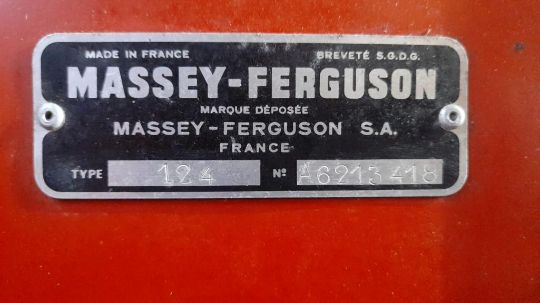 MADE IN FRANCE BREVETÉ S.G.D.G.
MASSEY-FERGUSON
MARQUE DÉPOSÉE
MASSEY-FERGUSON S.A.
FRANCE
TYPE 124 Nº A6213418